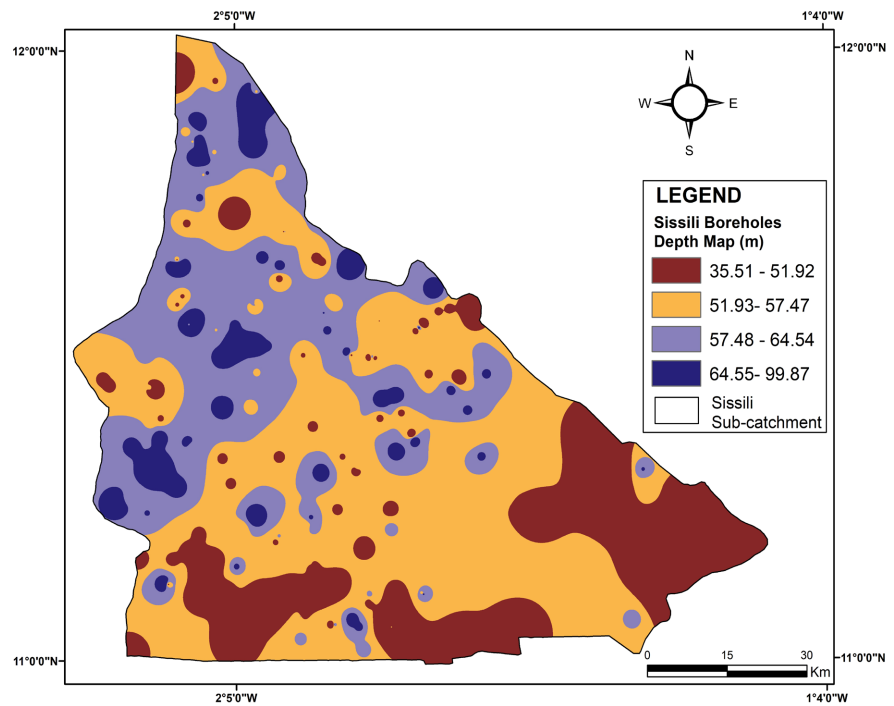 2°5'0"W 1°4'0"W
12°0'0"N 12°0'0"N
N
W E
S
LEGEND
Sissili Boreholes
Depth Map (m)
35.51 - 51.92
51.93- 57.47
57.48 - 64.54
64.55- 99.87
Sissili
Sub-catchment
0 15 30
Km
11°0'0"N 11°0'0"N
2°5'0"W 1°4'0"W